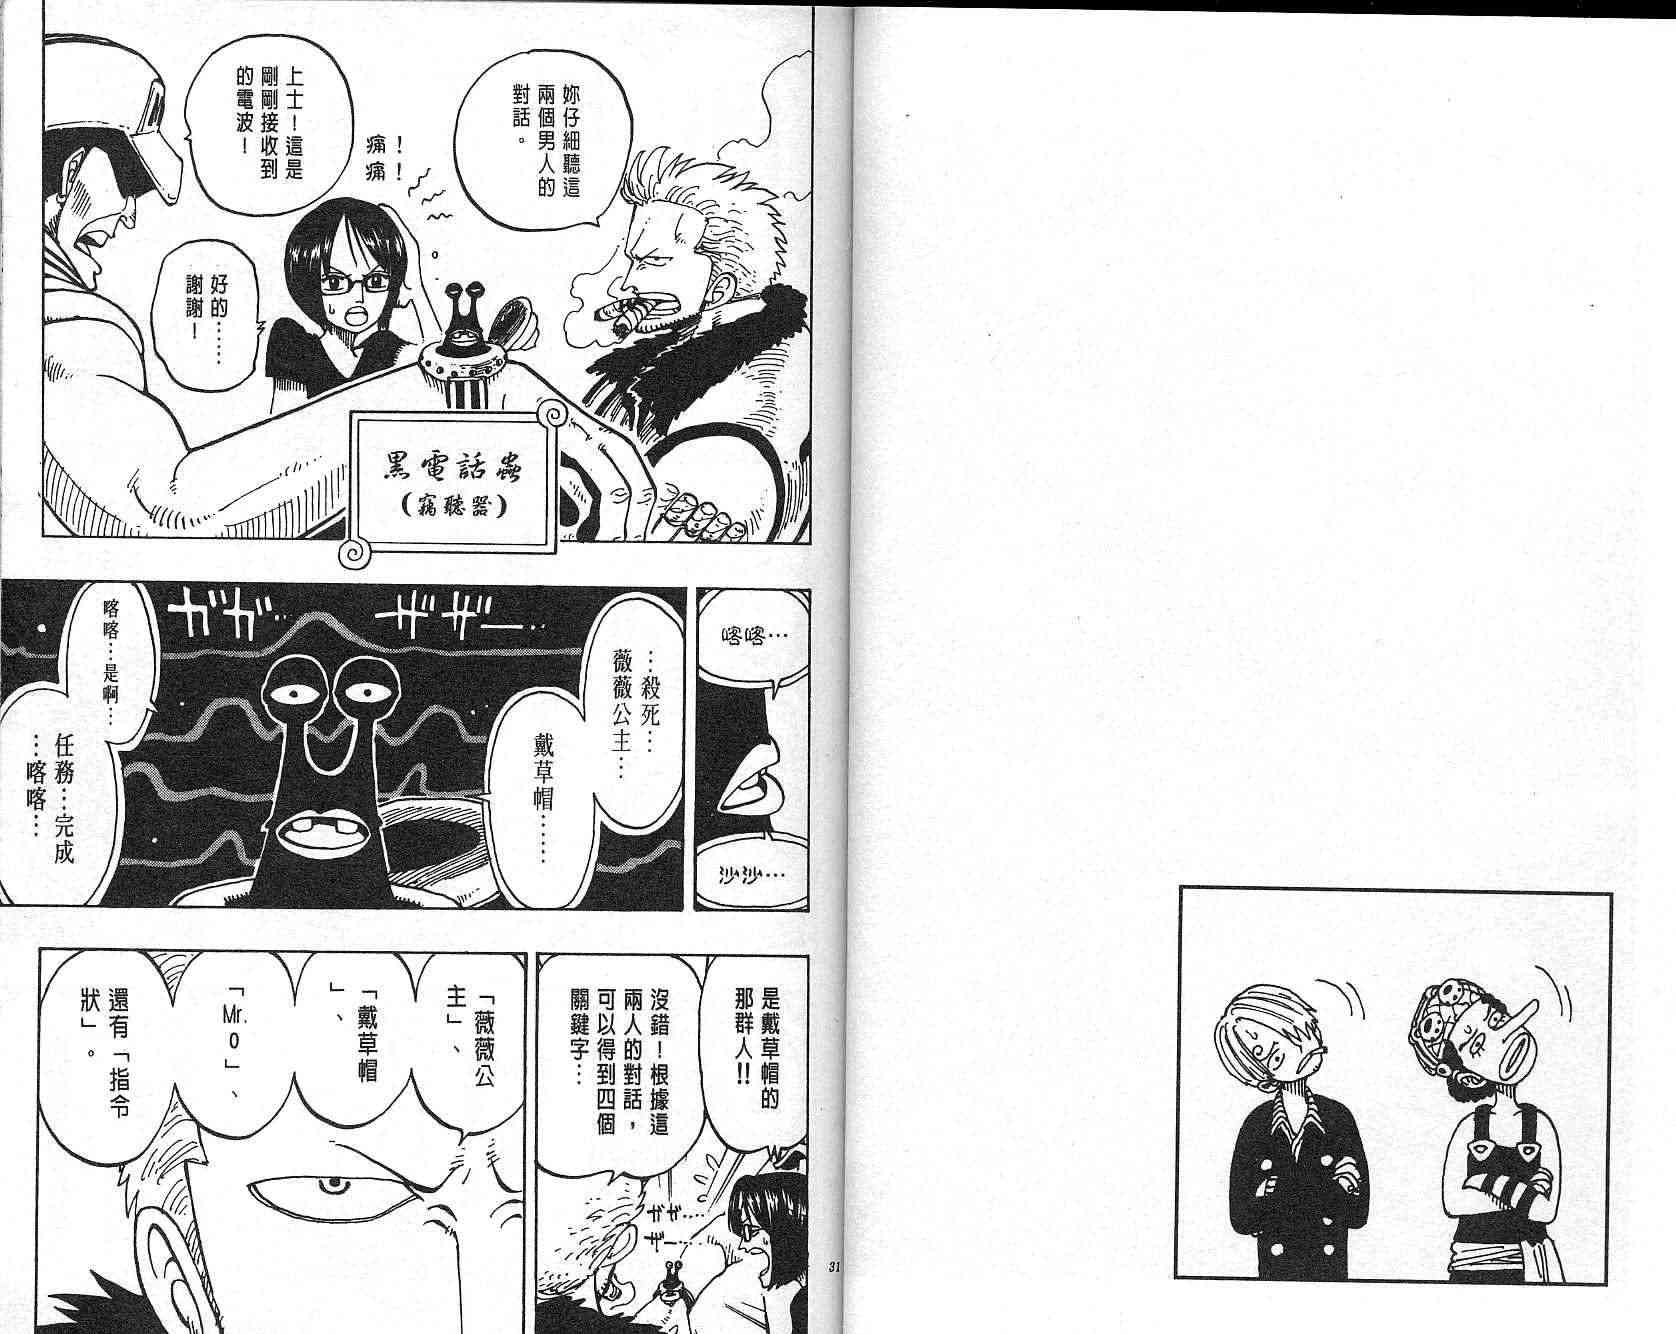 妳仔細聽這
兩個男人的
對話。
痛！
痛！
上士！這是
剛剛接收到
的電波！
好的……
謝謝！
黑電話蟲
(竊聽器)
喀喀…
沙沙…
…殺死…
薇薇公主…
戴草帽……
ザザー…
ガガ…
喀喀…是啊…
任務…完成
…喀喀…
是戴草帽的
那群人!!
沒錯！根據這
兩人的對話，
可以得到四個
關鍵字…
ガガ…
ザー…
「薇薇公
主」、
「戴草帽
」、
「Mr.
0」、
還有「指令
狀」。
31